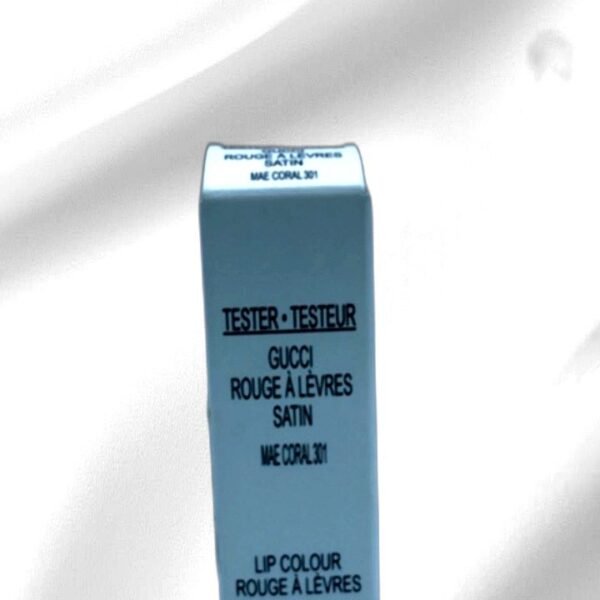 GUCCI
ROUGE À LÈVRES
SATIN
MAE CORAL 301
TESTER • TESTEUR
GUCCI
ROUGE À LÈVRES
SATIN
MAE CORAL 301
LIP COLOUR
ROUGE À LÈVRES